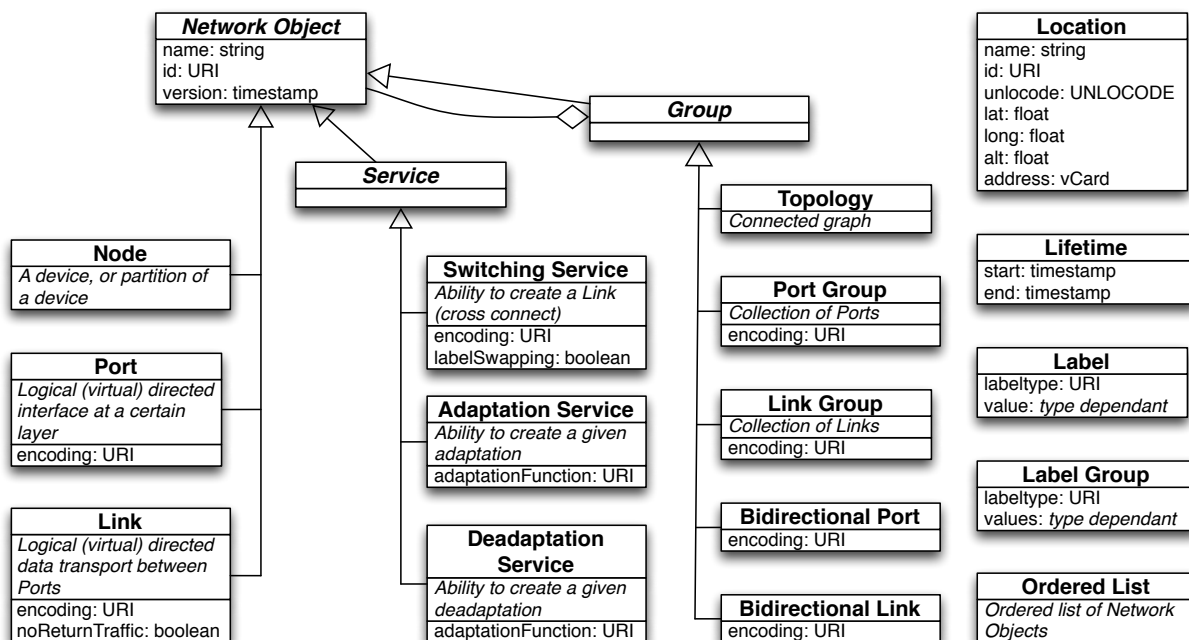 Network Object
name: string
id: URI
version: timestamp
Group
Service
Node
A device, or partition of
a device
Port
Logical (virtual) directed
interface at a certain
layer
encoding: URI
Link
Logical (virtual) directed
data transport between
Ports
encoding: URI
noReturnTraffic: boolean
Switching Service
Ability to create a Link
(cross connect)
encoding: URI
labelSwapping: boolean
Adaptation Service
Ability to create a given
adaptation
adaptationFunction: URI
Deadaptation
Service
Ability to create a given
deadaptation
adaptationFunction: URI
Topology
Connected graph
Port Group
Collection of Ports
encoding: URI
Link Group
Collection of Links
encoding: URI
Bidirectional Port
encoding: URI
Bidirectional Link
encoding: URI
Location
name: string
id: URI
unlocode: UNLOCODE
lat: float
long: float
alt: float
address: vCard
Lifetime
start: timestamp
end: timestamp
Label
labeltype: URI
value: type dependant
Label Group
labeltype: URI
values: type dependant
Ordered List
Ordered list of Network
Objects